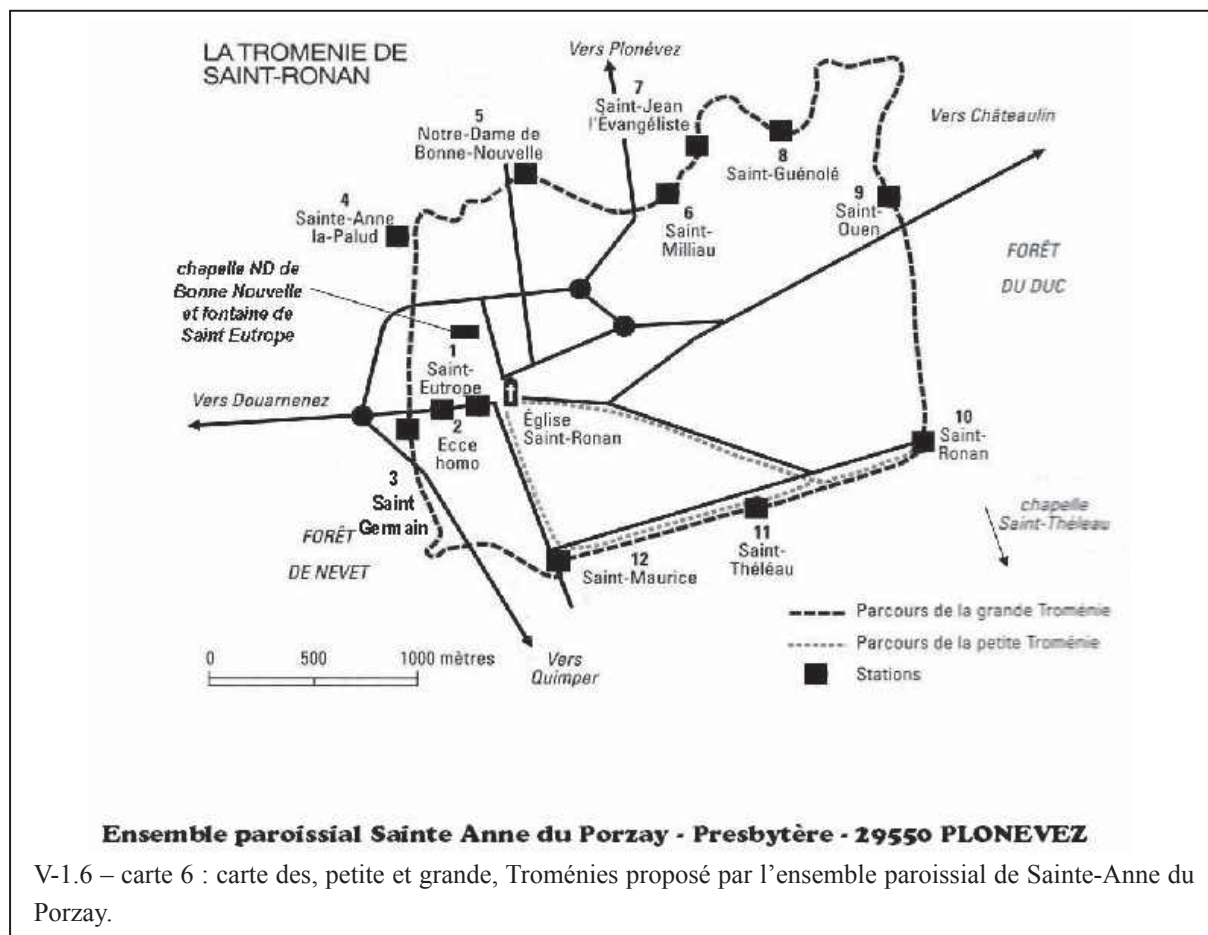 LA TROMENIE DE
SAINT-RONAN
Vers Plonévez
7
Saint-Jean
l'Évangéliste
5
Notre-Dame de
Bonne-Nouvelle
Vers Châteaulin
8
Saint-Guénolé
4
Sainte-Anne
la-Palud
6
Saint-
Milliau
9
Saint-
Ouen
chapelle ND de
Bonne Nouvelle
et fontaine de
Saint Eutrope
FORÊT
DU DUC
1
Saint-
Eutrope
Vers Douarnenez
2
Ecce
homo
Église
Saint-Ronan
10
Saint-
Ronan
3
Saint
Germain
FORÊT
DE NEVET
chapelle
Saint-Théleau
11
Saint-
Théléau
12
Saint-Maurice
Parcours de la grande Troménie
Parcours de la petite Troménie
Stations
0 500 1000 mètres
Vers
Quimper
Ensemble paroissial Sainte Anne du Porzay - Presbytère - 29550 PLONEVEZ
V-1.6 – carte 6 : carte des, petite et grande, Troménies proposé par l'ensemble paroissial de Sainte-Anne du
Porzay.